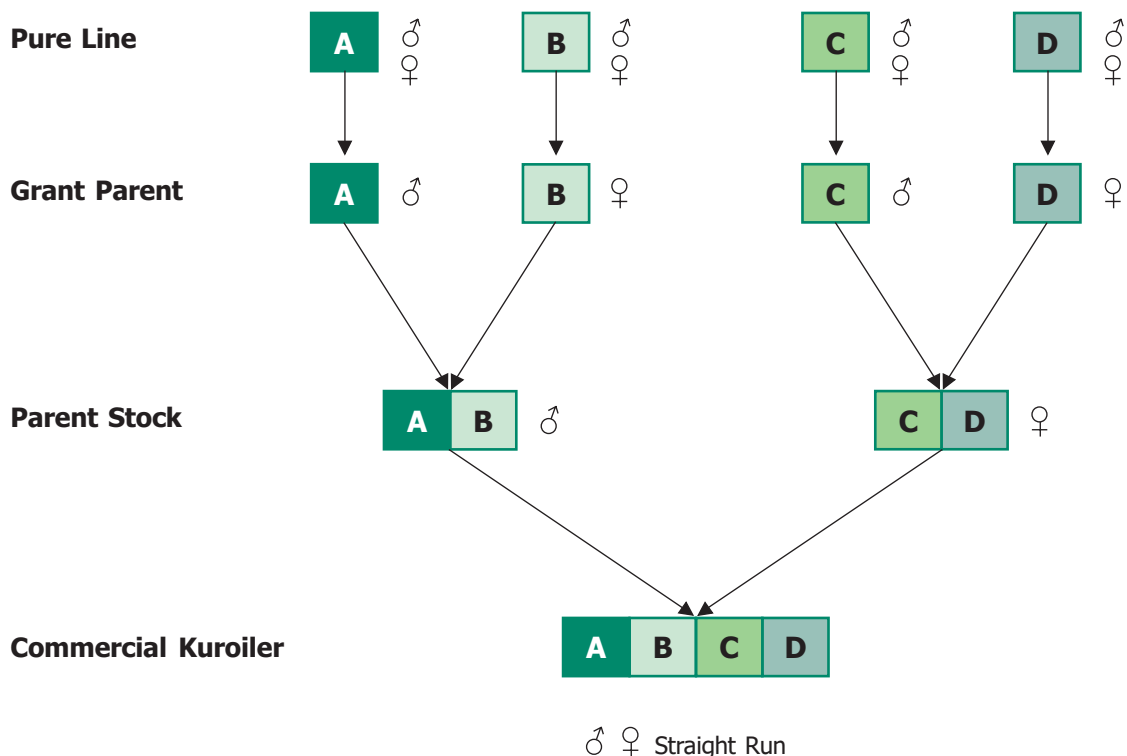 Pure Line A ♂ ♀ B ♂ ♀ C ♂ ♀ D ♂ ♀
Grant Parent A ♂ B ♀ C ♂ D ♀
Parent Stock A B ♂ C D ♀
Commercial Kuroiler A B C D
♂ ♀ Straight Run